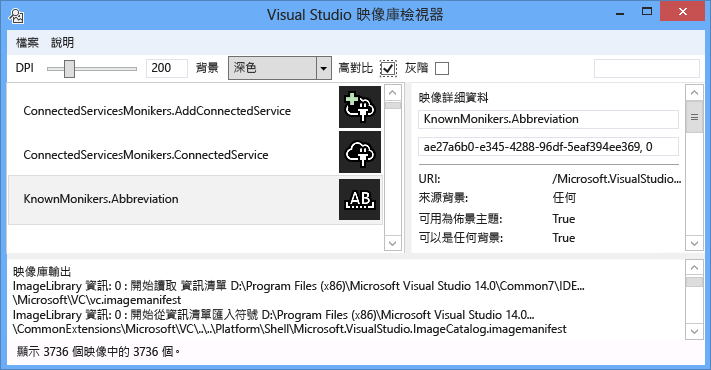 Visual Studio 映像庫檢視器
檔案 說明
DPI 200 背景 深色 高對比 灰階
ConnectedServicesMonikers.AddConnectedService
ConnectedServicesMonikers.ConnectedService
KnownMonikers.Abbreviation
AB
映像詳細資料
KnownMonikers.Abbreviation
ae27a6b0-e345-4288-96df-5eaf394ee369, 0
URI: /Microsoft.VisualStudio...
來源背景: 任何
可用為佈景主題: True
可以是任何背景: True
映像庫輸出
ImageLibrary 資訊: 0 : 開始讀取 資訊清單 D:\Program Files (x86)\Microsoft Visual Studio 14.0\Common7\IDE...
\Microsoft\VC\vc.imagemanifest
ImageLibrary 資訊: 0 : 開始從資訊清單匯入符號 D:\Program Files (x86)\Microsoft Visual Studio 14.0...
\CommonExtensions\Microsoft\VC\..\..\Platform\Shell\Microsoft.VisualStudio.ImageCatalog.imagemanifest
顯示 3736 個映像中的 3736 個。